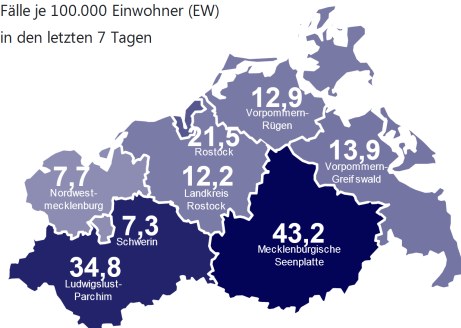 Fälle je 100.000 Einwohner (EW)
in den letzten 7 Tagen
12,9
Vorpommern-
Rügen
21,5
Rostock
13,9
Vorpommern-
Greifswald
7,7
Nordwest-
mecklenburg
12,2
Landkreis
Rostock
7,3
Schwerin
43,2
Mecklenburgische
Seenplatte
34,8
Ludwigslust-
Parchim